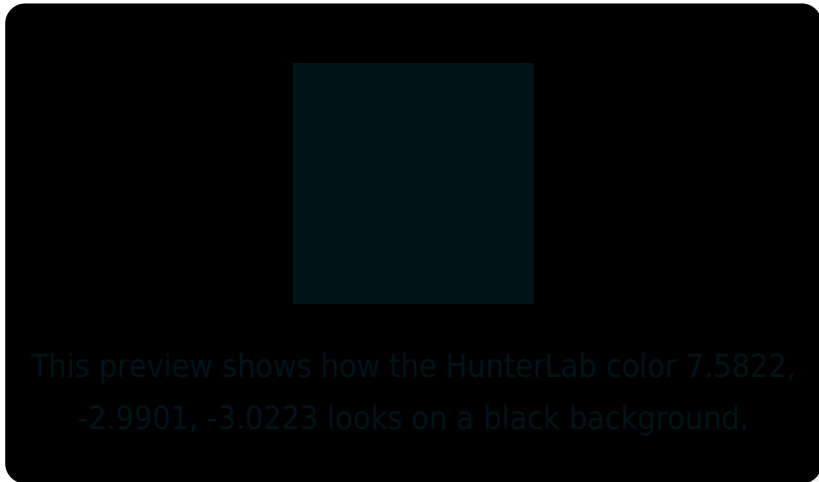 This preview shows how the HunterLab color 7.5822,
-2.9901, -3.0223 looks on a black background.